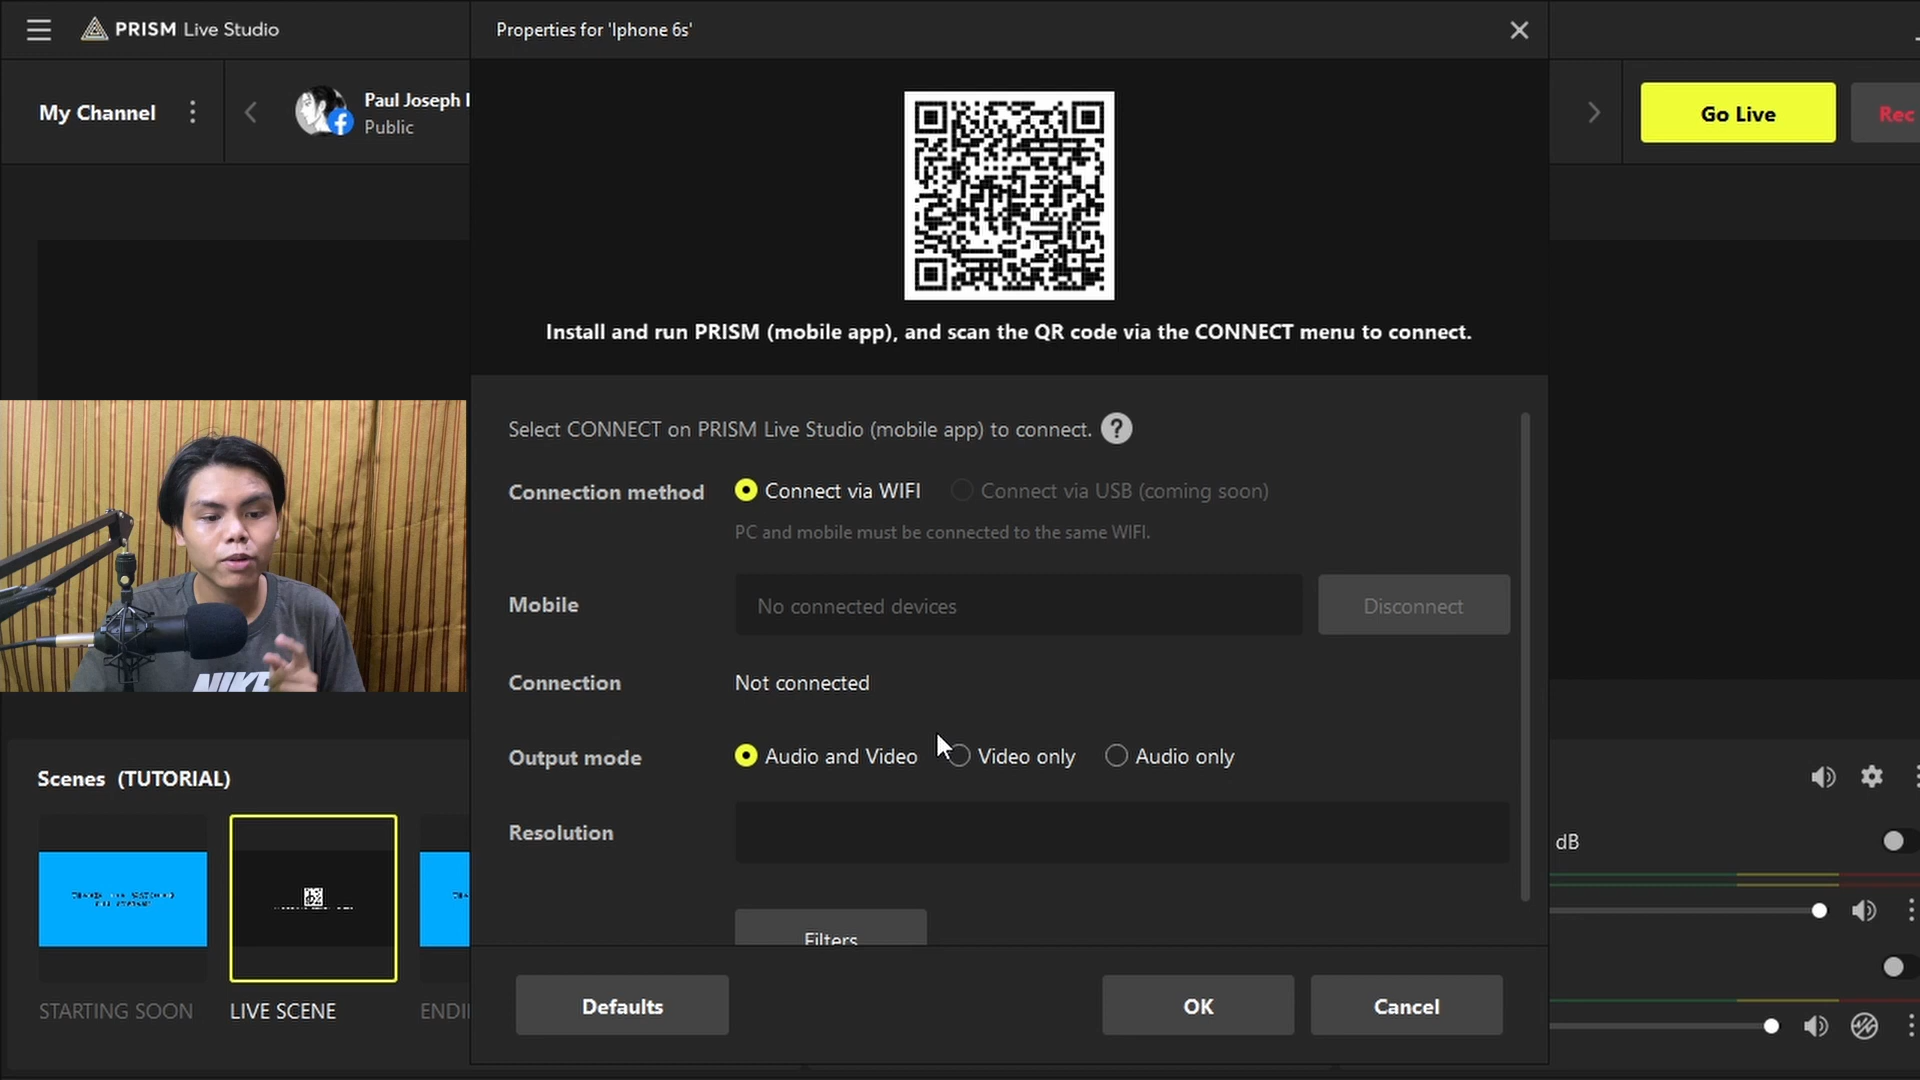 PRISM Live Studio
Properties for 'Iphone 6s'
My Channel
Paul Joseph
Public
Go Live
Rec
Install and run PRISM (mobile app), and scan the QR code via the CONNECT menu to connect.
Select CONNECT on PRISM Live Studio (mobile app) to connect. ?
Connection method
Connect via WIFI
Connect via USB (coming soon)
PC and mobile must be connected to the same WIFI.
Mobile
No connected devices
Disconnect
Connection
Not connected
Output mode
Audio and Video
Video only
Audio only
Resolution
Filters
Defaults
OK
Cancel
NIKE
Scenes (TUTORIAL)
STARTING SOON
LIVE SCENE
dB